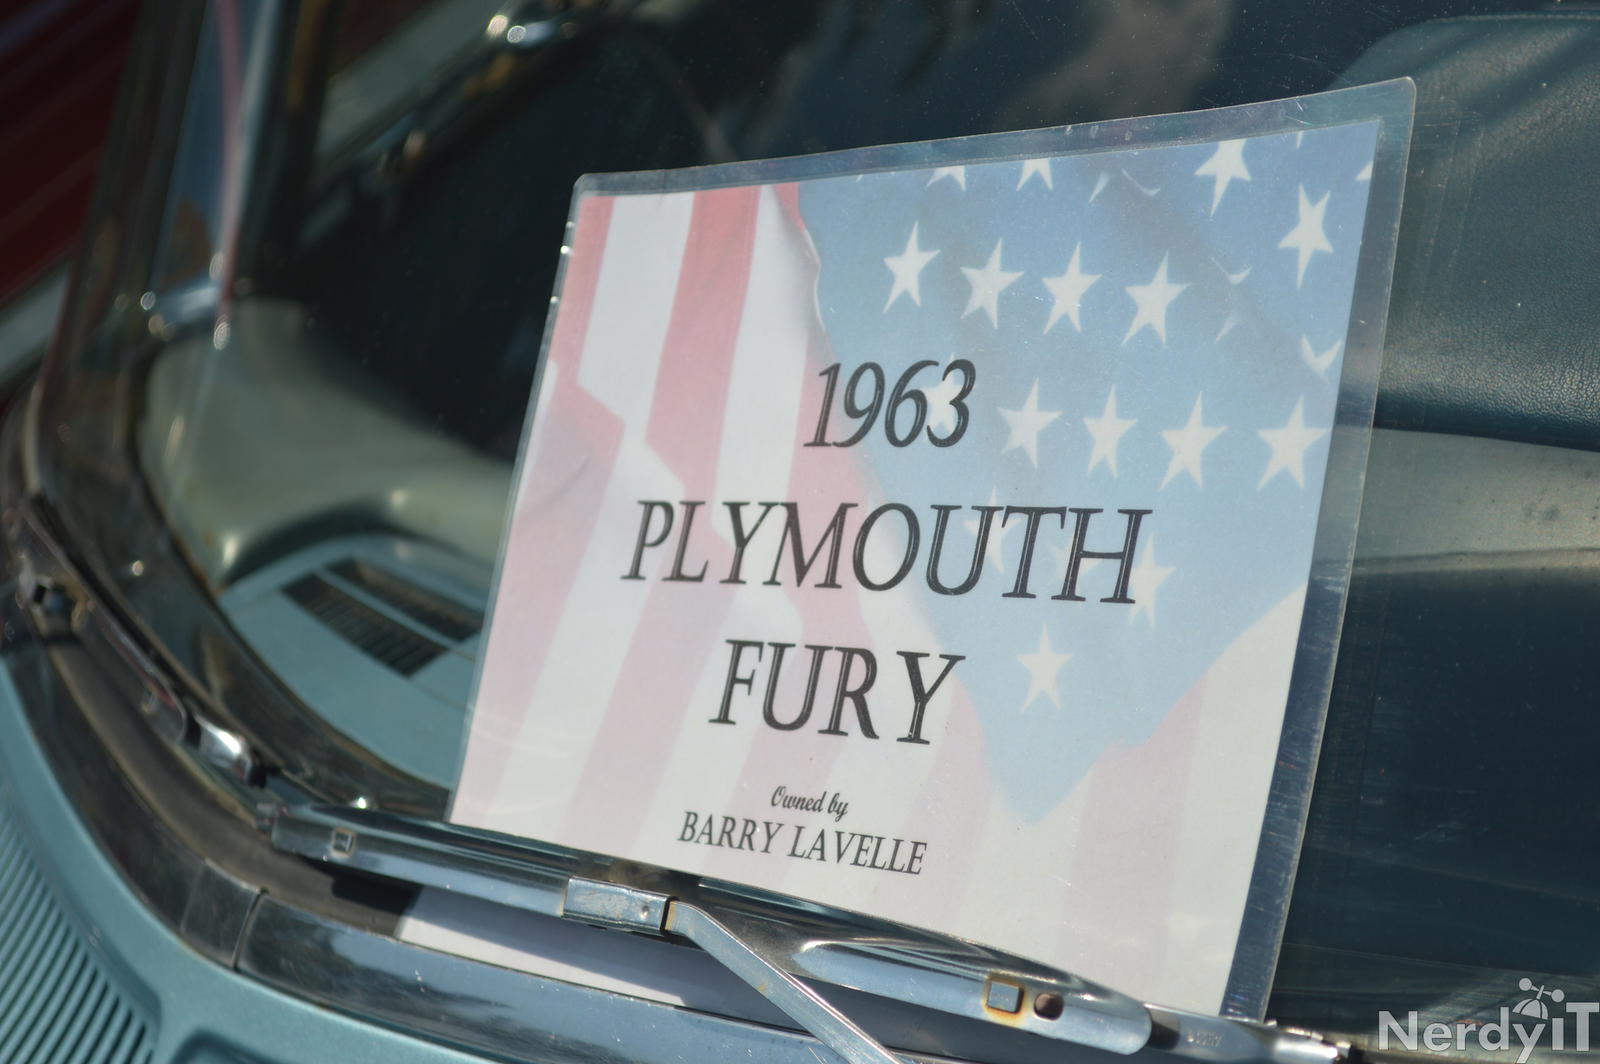 1963
PLYMOUTH
FURY
Owned by
BARRY LAVELLE
NerdyiT